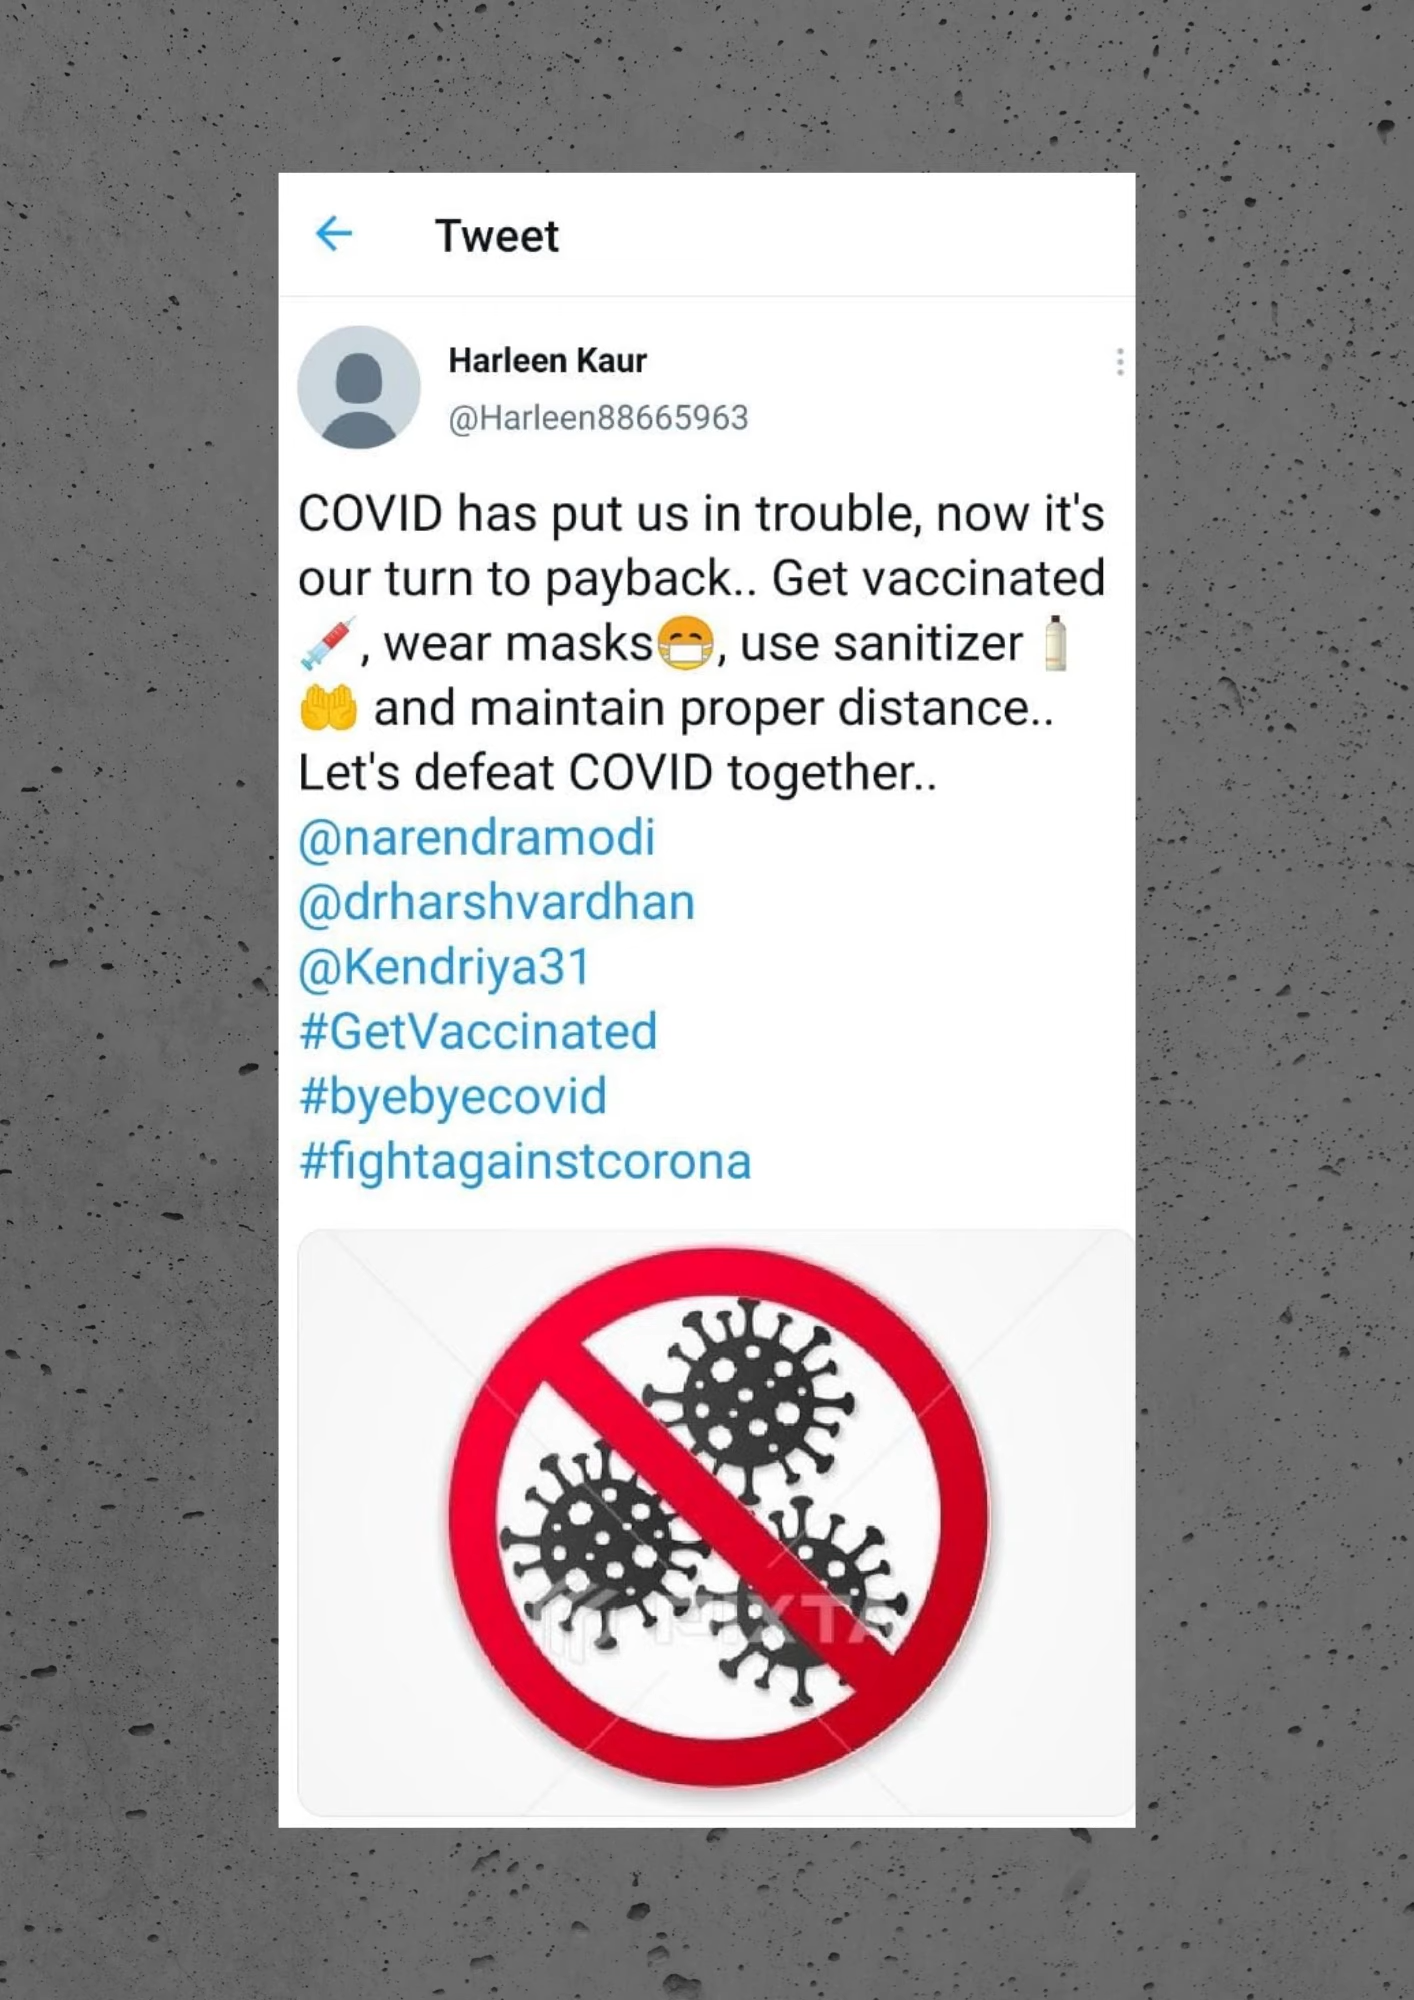 Tweet
Harleen Kaur
@Harleen88665963
COVID has put us in trouble, now it's
our turn to payback.. Get vaccinated
💉, wear masks😷, use sanitizer 🧴
🤲 and maintain proper distance..
Let's defeat COVID together..
@narendramodi
@drharshvardhan
@Kendriya31
#GetVaccinated
#byebyecovid
#fightagainstcorona
PIXTA